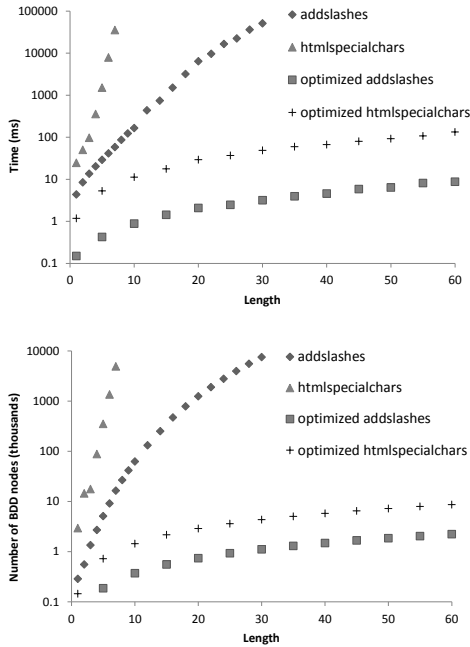 100000
10000
1000
100
10
1
0.1
Time (ms)
0 10 20 30 40 50 60
Length
addslashes
htmlspecialchars
optimized addslashes
optimized htmlspecialchars
10000
1000
100
10
1
0.1
Number of BDD nodes (thousands)
0 10 20 30 40 50 60
Length
addslashes
htmlspecialchars
optimized addslashes
optimized htmlspecialchars